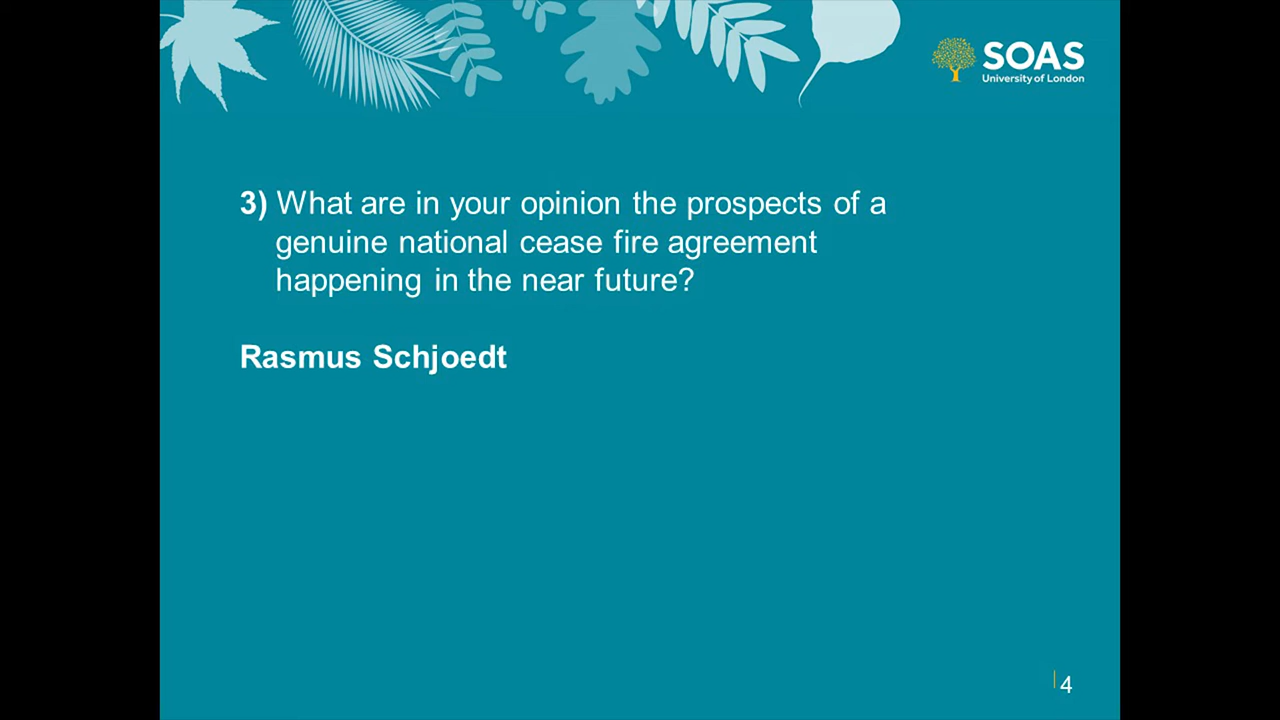 SOAS
University of London
3) What are in your opinion the prospects of a
genuine national cease fire agreement
happening in the near future?
Rasmus Schjoedt
4